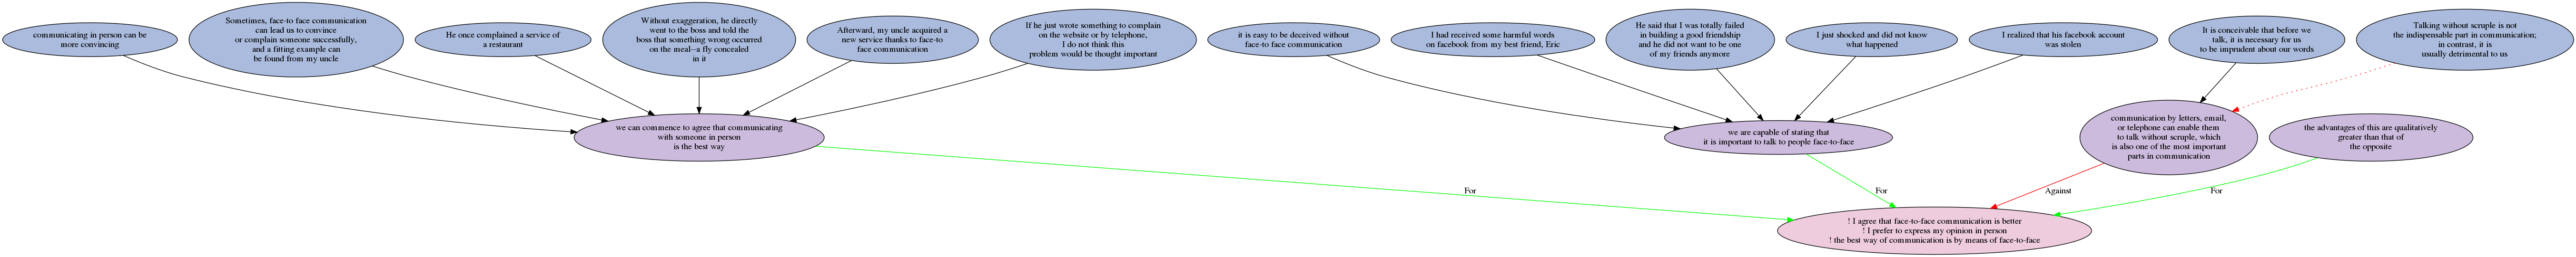 communicating in person can be
more convincing
Sometimes, face-to face communication
can lead us to convince
or complain someone successfully,
and a fitting example can
be found from my uncle
He once complained a service of
a restaurant
Without exaggeration, he directly
went to the boss and told the
boss that something wrong occurred
on the meal--a fly concealed
in it
Afterward, my uncle acquired a
new service thanks to face-to
face communication
If he just wrote something to complain
on the website or by telephone,
I do not think this
problem would be thought important
it is easy to be deceived without
face-to face communication
I had received some harmful words
on facebook from my best friend, Eric
He said that I was totally failed
in building a good friendship
and he did not want to be one
of my friends anymore
I just shocked and did not know
what happened
I realized that his facebook account
was stolen
It is conceivable that before we
talk, it is necessary for us
to be imprudent about our words
Talking without scruple is not
the indispensable part in communication;
in contrast, it is
usually detrimental to us
we can commence to agree that communicating
with someone in person
is the best way
we are capable of stating that
it is important to talk to people face-to-face
communication by letters, email,
or telephone can enable them
to talk without scruple, which
is also one of the most important
parts in communication
the advantages of this are qualitatively
greater than that of
the opposite
For
For
Against
For
! I agree that face-to-face communication is better
! I prefer to express my opinion in person
! the best way of communication is by means of face-to-face